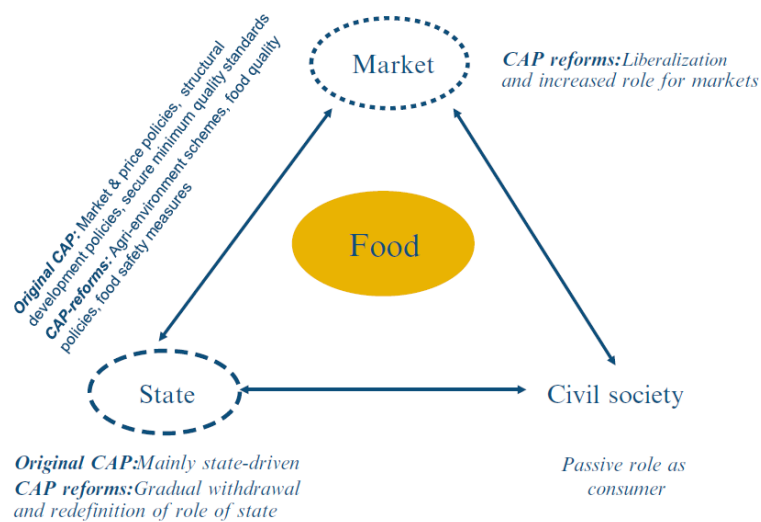 Market
CAP reforms:Liberalization
and increased role for markets
Original CAP: Market & price policies, structural
development policies, secure minimum quality standards
CAP-reforms: Agri-environment schemes, food quality
policies, food safety measures
Food
State
Civil society
Original CAP:Mainly state-driven
CAP reforms:Gradual withdrawal
and redefinition of role of state
Passive role as
consumer